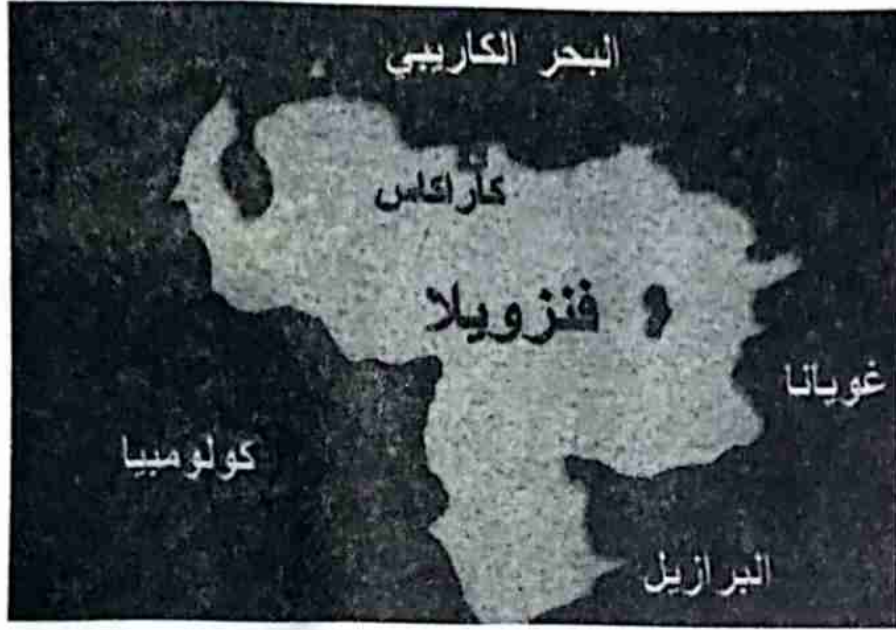 البحر الكاريبي
كاراكاس
فنزويلا
غويانا
كولومبيا
البرازيل